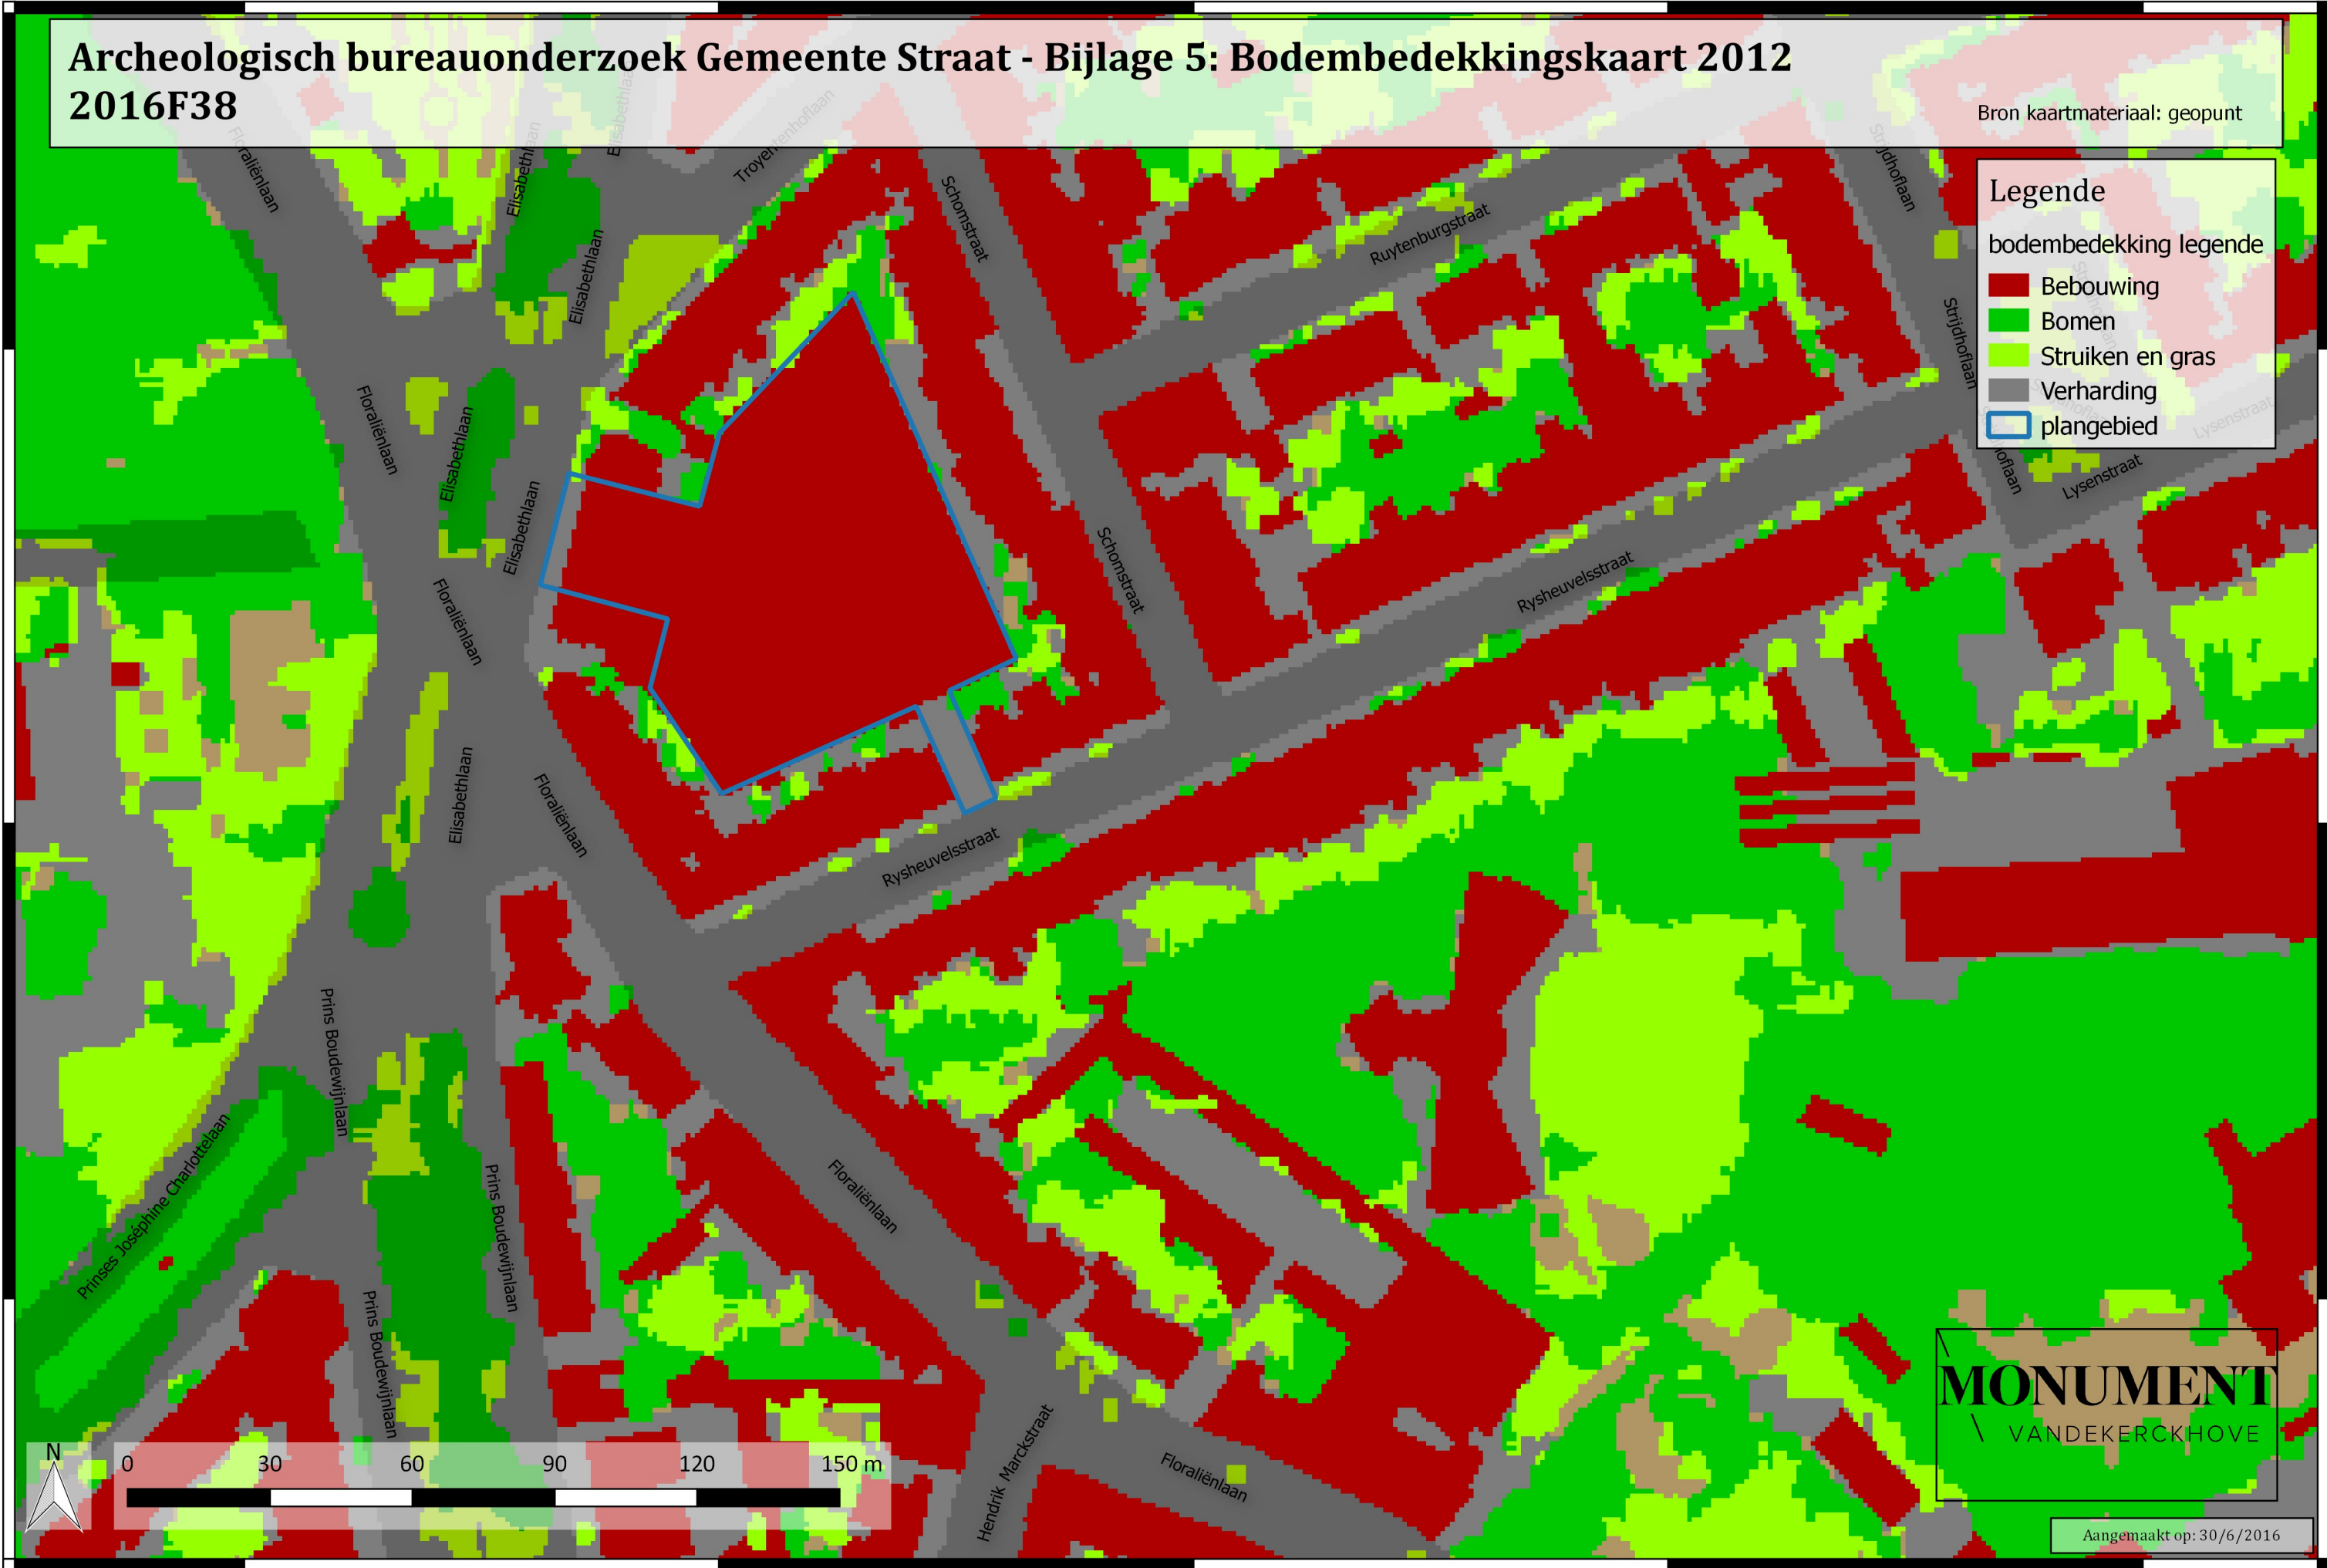 Archeologisch bureauonderzoek Gemeente Straat - Bijlage 5: Bodembedekkingskaart 2012
2016F38
Bron kaartmateriaal: geopunt
Legende
bodembedekking legende
Bebouwing
Bomen
Struiken en gras
Verharding
plangebied
Floraliënlaan
Elisabethlaan
Elisabethlaan
Troyentenhoflaan
Schomstraat
Ruytenburgstraat
Strijdhoflaan
Elisabethlaan
Strijdhoflaan
Strijdhoflaan
Lysenstraat
Lysenstraat
Floraliënlaan
Elisabethlaan
Elisabethlaan
Schomstraat
Rysheuvelsstraat
Floraliënlaan
Elisabethlaan
Floraliënlaan
Rysheuvelsstraat
Prins Boudewijnlaan
Prinses Joséphine Charlottelaan
Prins Boudewijnlaan
Floraliënlaan
Prins Boudewijnlaan
Hendrik Marckstraat
Floraliënlaan
N
0 30 60 90 120 150 m
MONUMENT
VANDEKERCKHOVE
Aangemaakt op: 30/6/2016